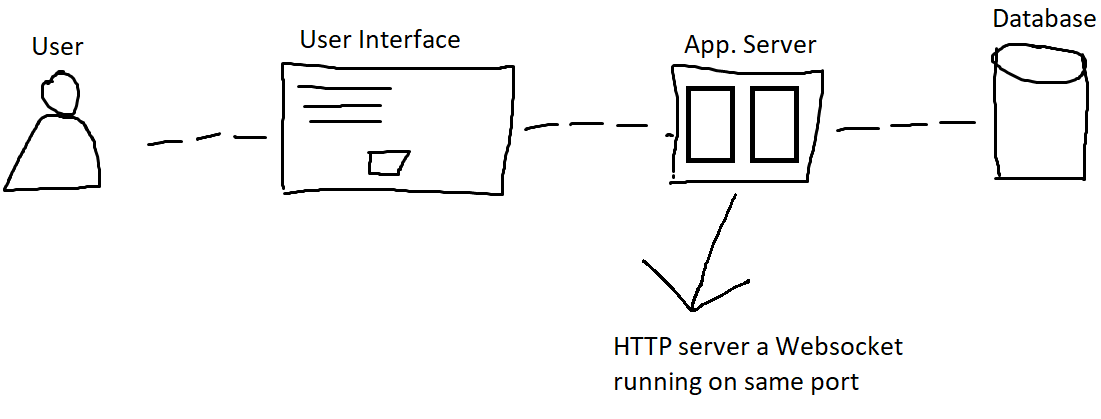 User
User Interface
App. Server
Database
HTTP server a Websocket
running on same port